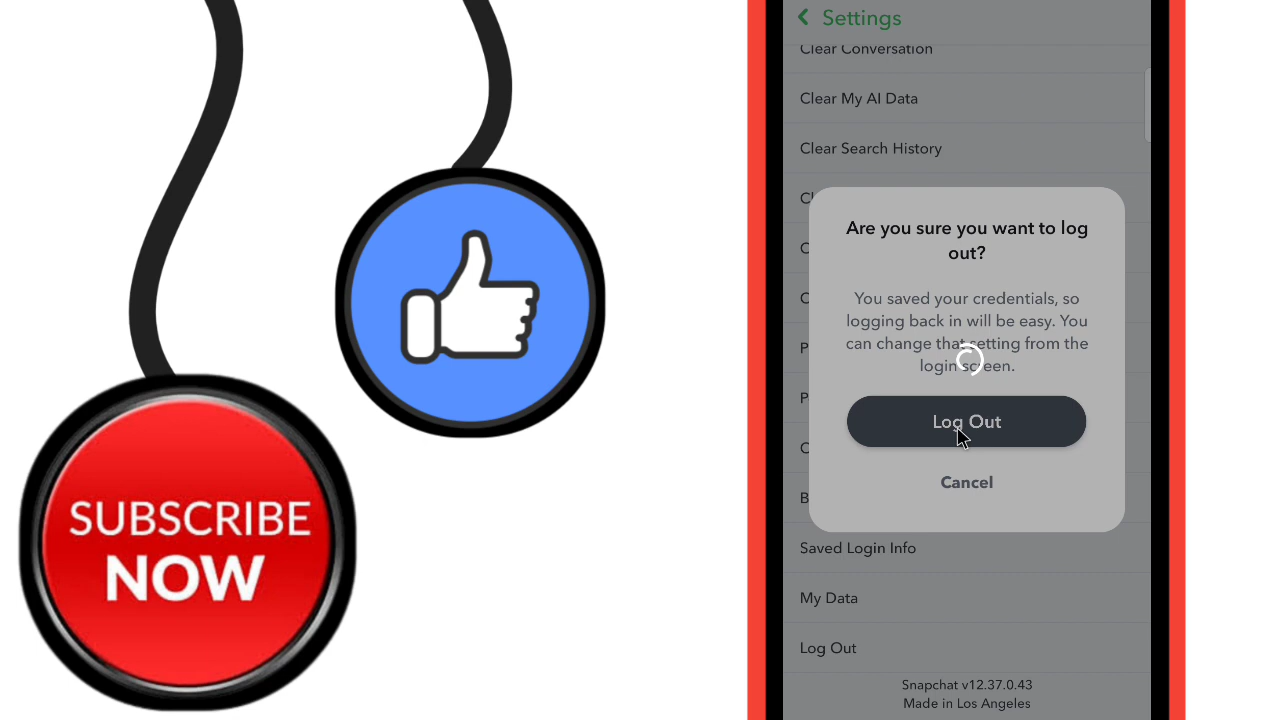 SUBSCRIBE
NOW
Settings
Clear Conversation
Clear My AI Data
Clear Search History
Are you sure you want to log
out?
You saved your credentials, so
logging back in will be easy. You
can change that setting from the
login screen.
Log Out
Cancel
Saved Login Info
My Data
Log Out
Snapchat v12.37.0.43
Made in Los Angeles